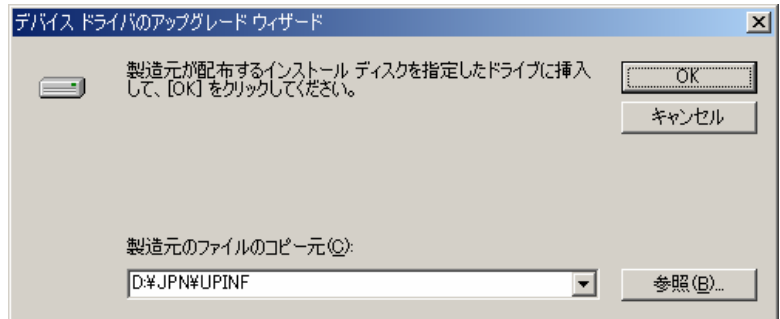 デバイス ドライバのアップグレード ウィザード
製造元が配布するインストール ディスクを指定したドライブに挿入
して、[OK] をクリックしてください。
OK
キャンセル
製造元のファイルのコピー元(C):
D:¥JPN¥UPINF
参照(B)...